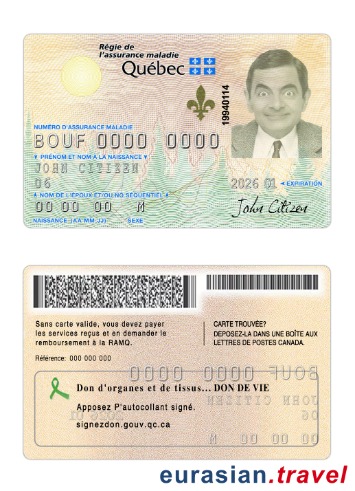 Régie de
l'assurance maladie
Québec
19940114
NUMÉRO D'ASSURANCE MALADIE
BOUF 0000 0000
PRÉNOM ET NOM À LA NAISSANCE
JOHN CITIZEN
06
2026 01 EXPIRATION
NOM DE L'ÉPOUX ET/OU NO SÉQUENTIEL
00 00 00 M
NAISSANCE (AA MM JJ) SEXE
John Citizen
Sans carte valide, vous devez payer
les services reçus et en demander le
remboursement à la RAMQ.
CARTE TROUVÉE?
DEPOSEZ-LA DANS UNE BOÎTE AUX
LETTRES DE POSTES CANADA.
Référence: 000 000 000
BOUF 0000 0000
JOHN CITIZEN
06
Don d'organes et de tissus... DON DE VIE
Apposez P'autocollant signé.
signezdon.gouv.qc.ca
00 00 00 M
eurasian.travel